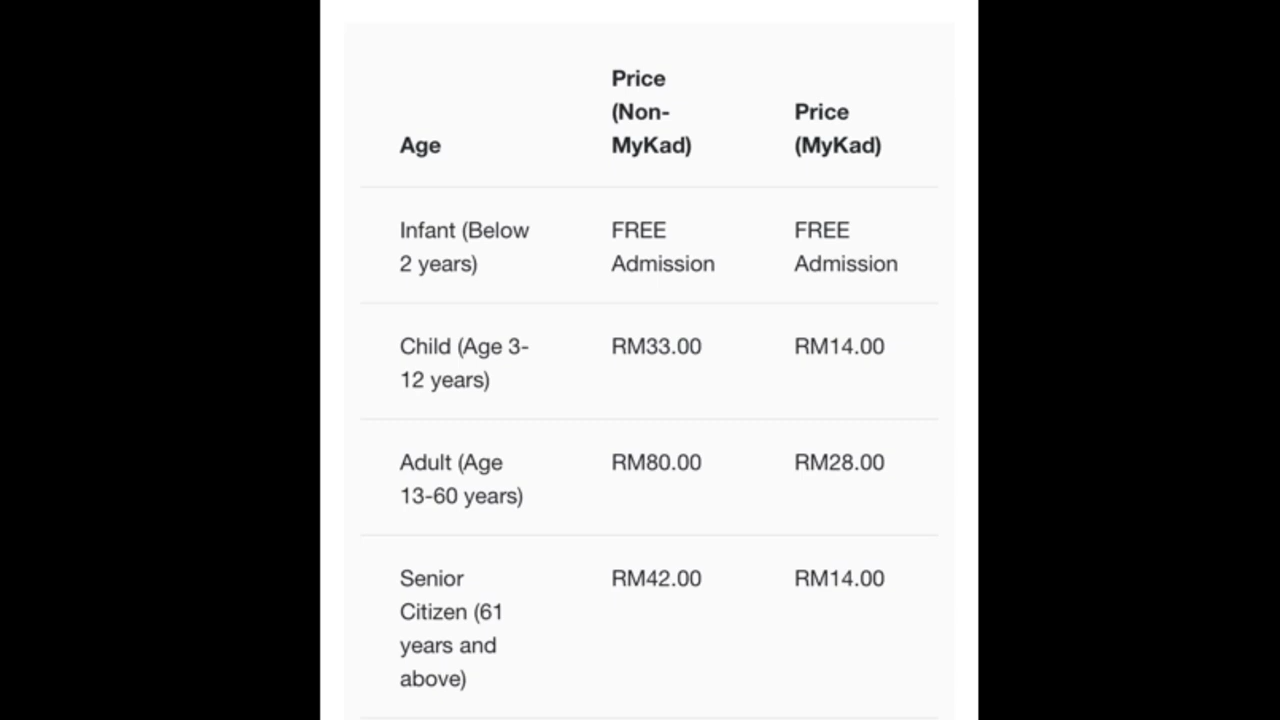 Age
Price
(Non-
MyKad)
Price
(MyKad)
Infant (Below
2 years)
FREE
Admission
FREE
Admission
Child (Age 3-
12 years)
RM33.00
RM14.00
Adult (Age
13-60 years)
RM80.00
RM28.00
Senior
Citizen (61
years and
above)
RM42.00
RM14.00